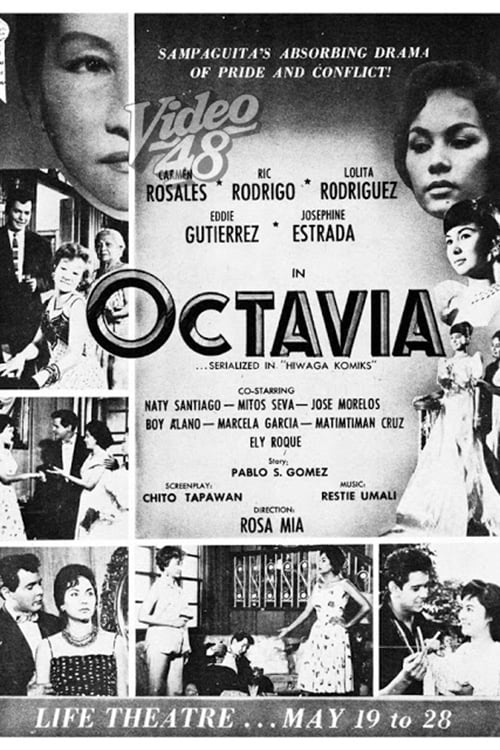 SAMPAGUITA'S ABSORBING DRAMA
OF PRIDE AND CONFLICT!
Video
48
CARMEN ROSALES * RIC RODRIGO * LOLITA RODRIGUEZ
EDDIE GUTIERREZ * JOSEPHINE ESTRADA
IN
OCTAVIA
...SERIALIZED IN "HIWAGA KOMIKS"
CO-STARRING
NATY SANTIAGO — MITOS SEVA — JOSE MORELOS
BOY ALANO — MARCELA GARCIA — MATIMTIMAN CRUZ
ELY ROQUE
Story:
PABLO S. GOMEZ
SCREENPLAY: CHITO TAPAWAN
MUSIC: RESTIE UMALI
DIRECTION:
ROSA MIA
LIFE THEATRE... MAY 19 to 28